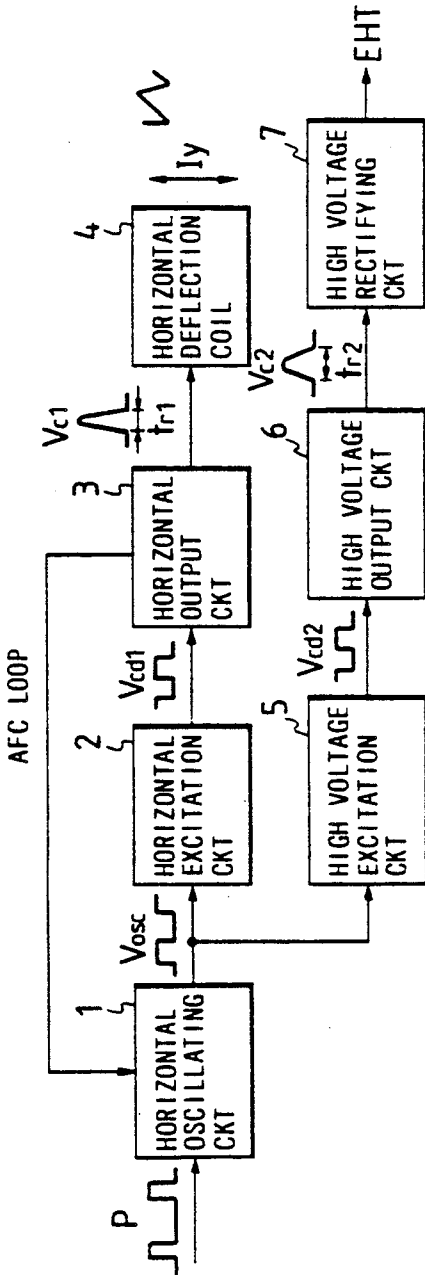 AFC LOOP
P
1
HORIZONTAL
OSCILLATING
CKT
Vosc
2
HORIZONTAL
EXCITATION
CKT
Vcd1
3
HORIZONTAL
OUTPUT
CKT
Vc1
tr1
4
HORIZONTAL
DEFLECTION
COIL
Iy
5
HIGH VOLTAGE
EXCITATION
CKT
Vcd2
6
HIGH VOLTAGE
OUTPUT CKT
Vc2
tr2
7
HIGH VOLTAGE
RECTIFYING
CKT
EHT